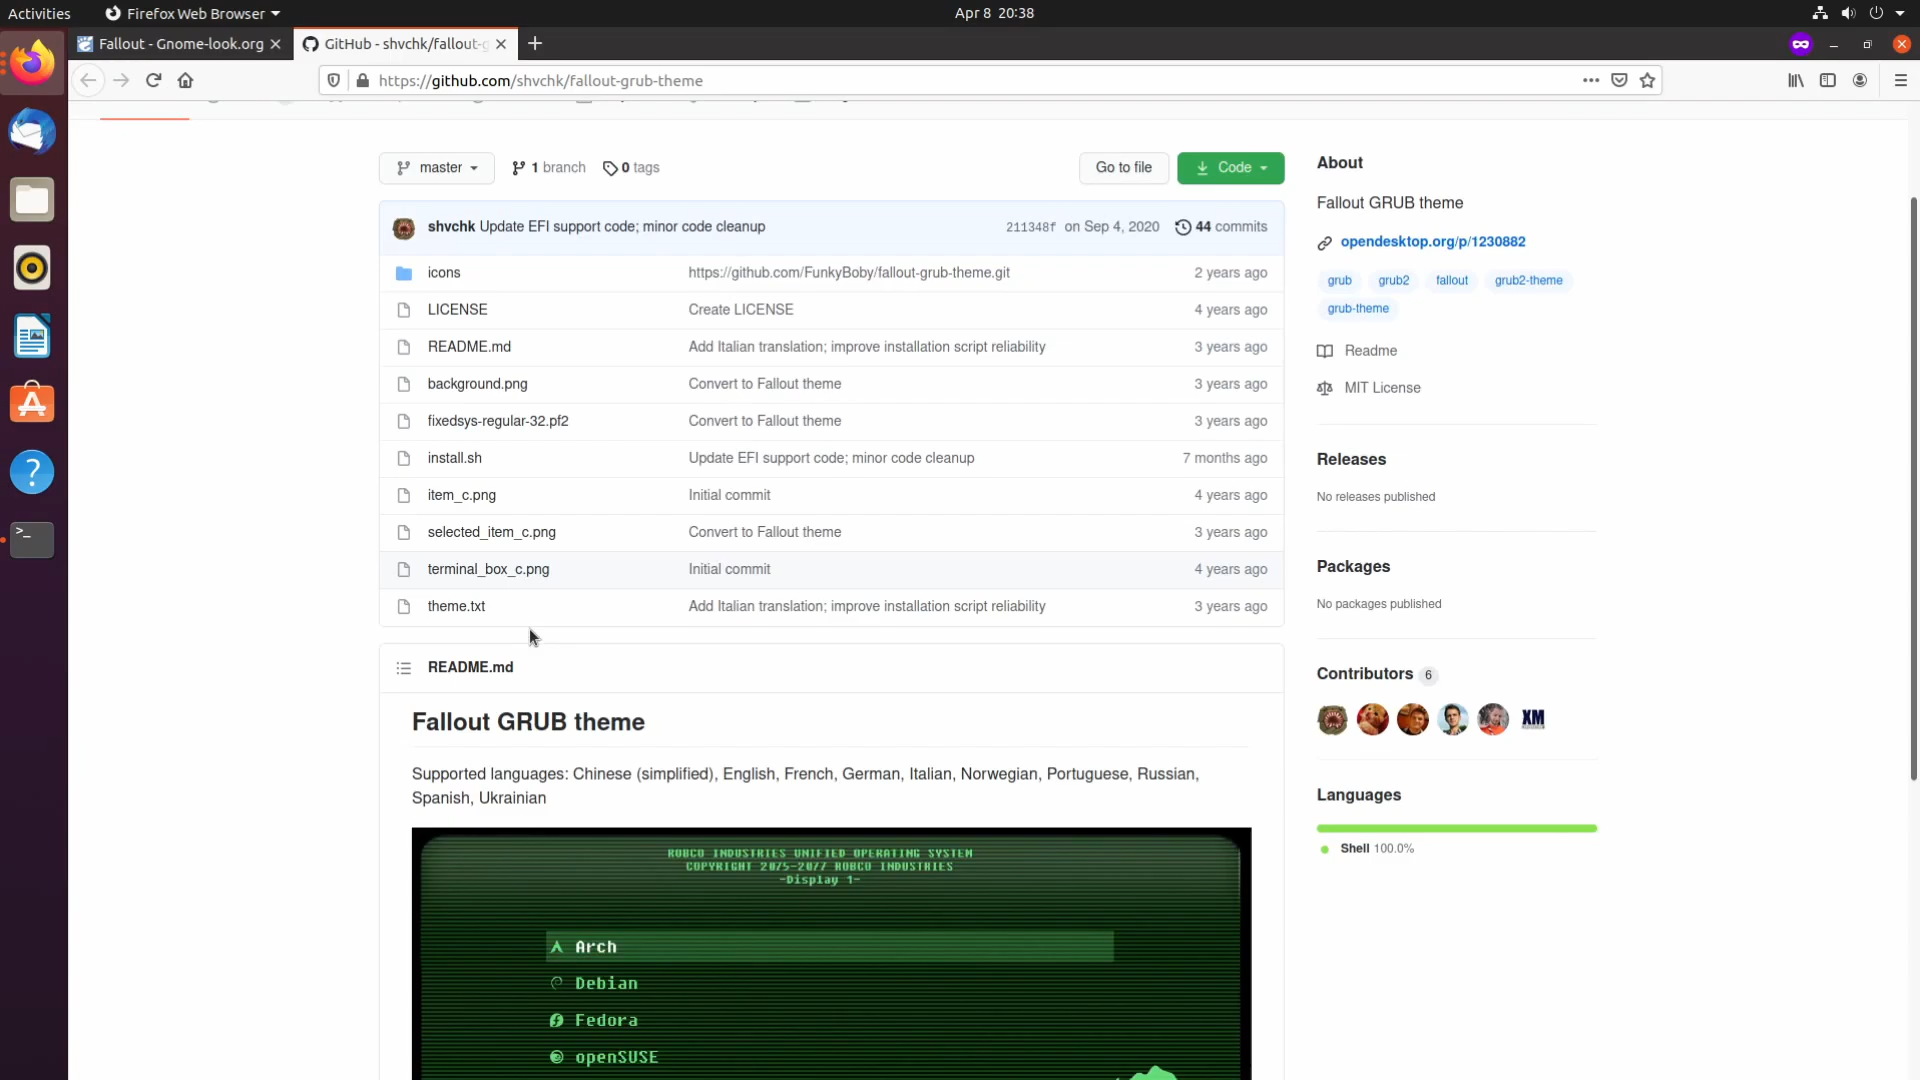 Activities
Firefox Web Browser
Apr 8 20:38
Fallout - Gnome-look.org
GitHub - shvchk/fallout-g
https://github.com/shvchk/fallout-grub-theme
master
1 branch
0 tags
Go to file
Code
shvchk Update EFI support code; minor code cleanup
211348f on Sep 4, 2020
44 commits
icons
https://github.com/FunkyBoby/fallout-grub-theme.git
2 years ago
LICENSE
Create LICENSE
4 years ago
README.md
Add Italian translation; improve installation script reliability
3 years ago
background.png
Convert to Fallout theme
3 years ago
fixedsys-regular-32.pf2
Convert to Fallout theme
3 years ago
install.sh
Update EFI support code; minor code cleanup
7 months ago
item_c.png
Initial commit
4 years ago
selected_item_c.png
Convert to Fallout theme
3 years ago
terminal_box_c.png
Initial commit
4 years ago
theme.txt
Add Italian translation; improve installation script reliability
3 years ago
README.md
Fallout GRUB theme
Supported languages: Chinese (simplified), English, French, German, Italian, Norwegian, Portuguese, Russian,
Spanish, Ukrainian
ROBCO INDUSTRIES UNIFIED OPERATING SYSTEM
COPYRIGHT 2075-2077 ROBCO INDUSTRIES
-Display 1-
Arch
Debian
Fedora
openSUSE
About
Fallout GRUB theme
opendesktop.org/p/1230882
grub
grub2
fallout
grub2-theme
grub-theme
Readme
MIT License
Releases
No releases published
Packages
No packages published
Contributors 6
XM
Languages
Shell 100.0%